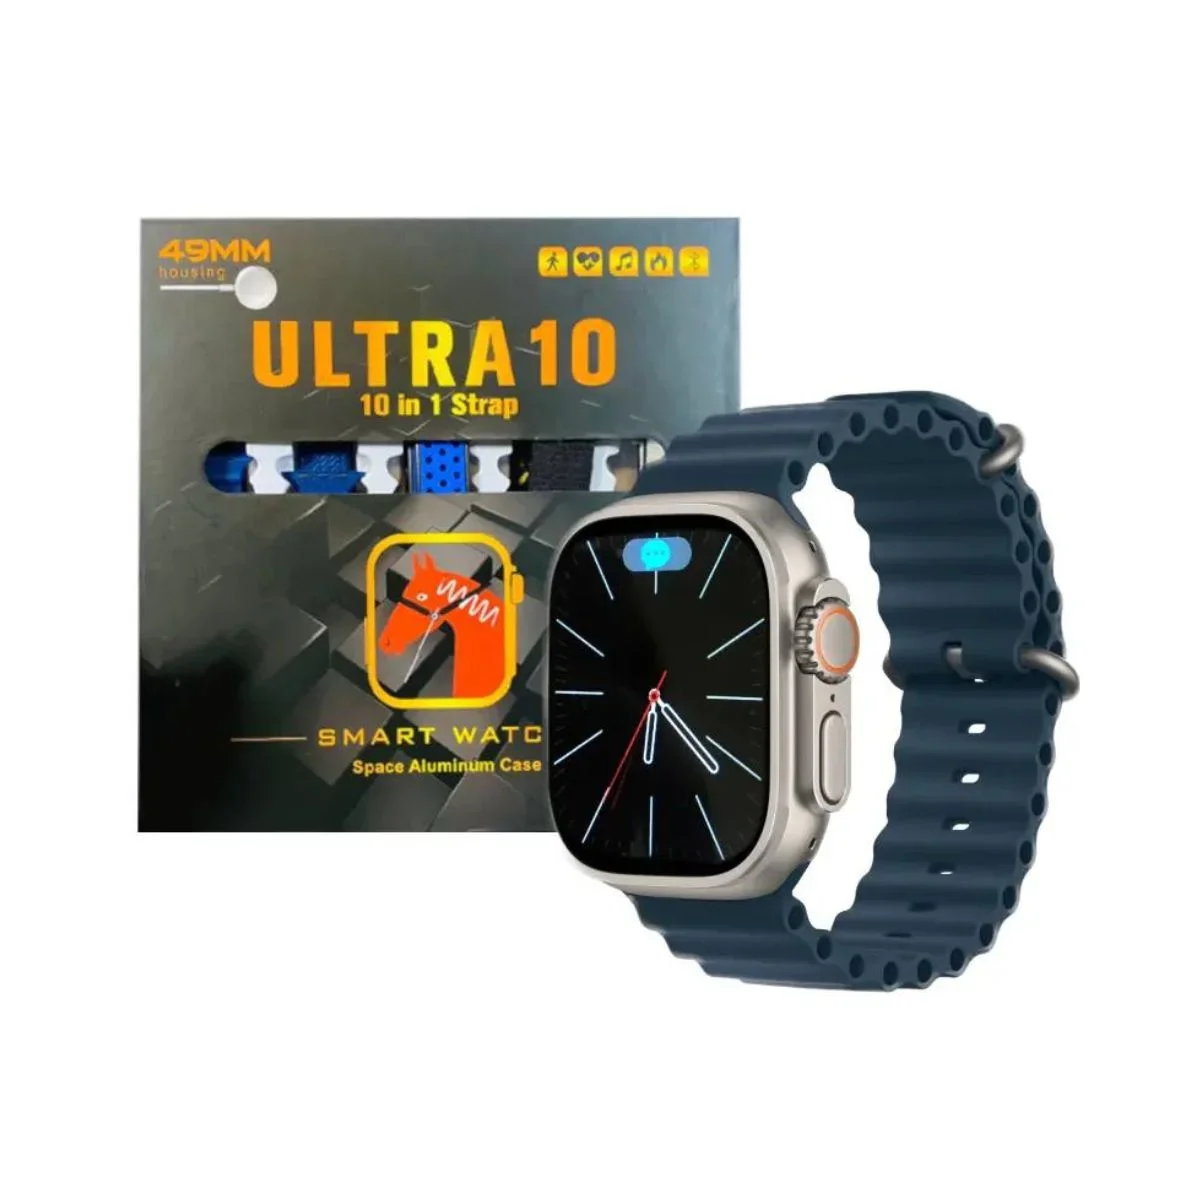 49MM
housing
ULTRA10
10 in 1 Strap
SMART WATC
Space Aluminum Case